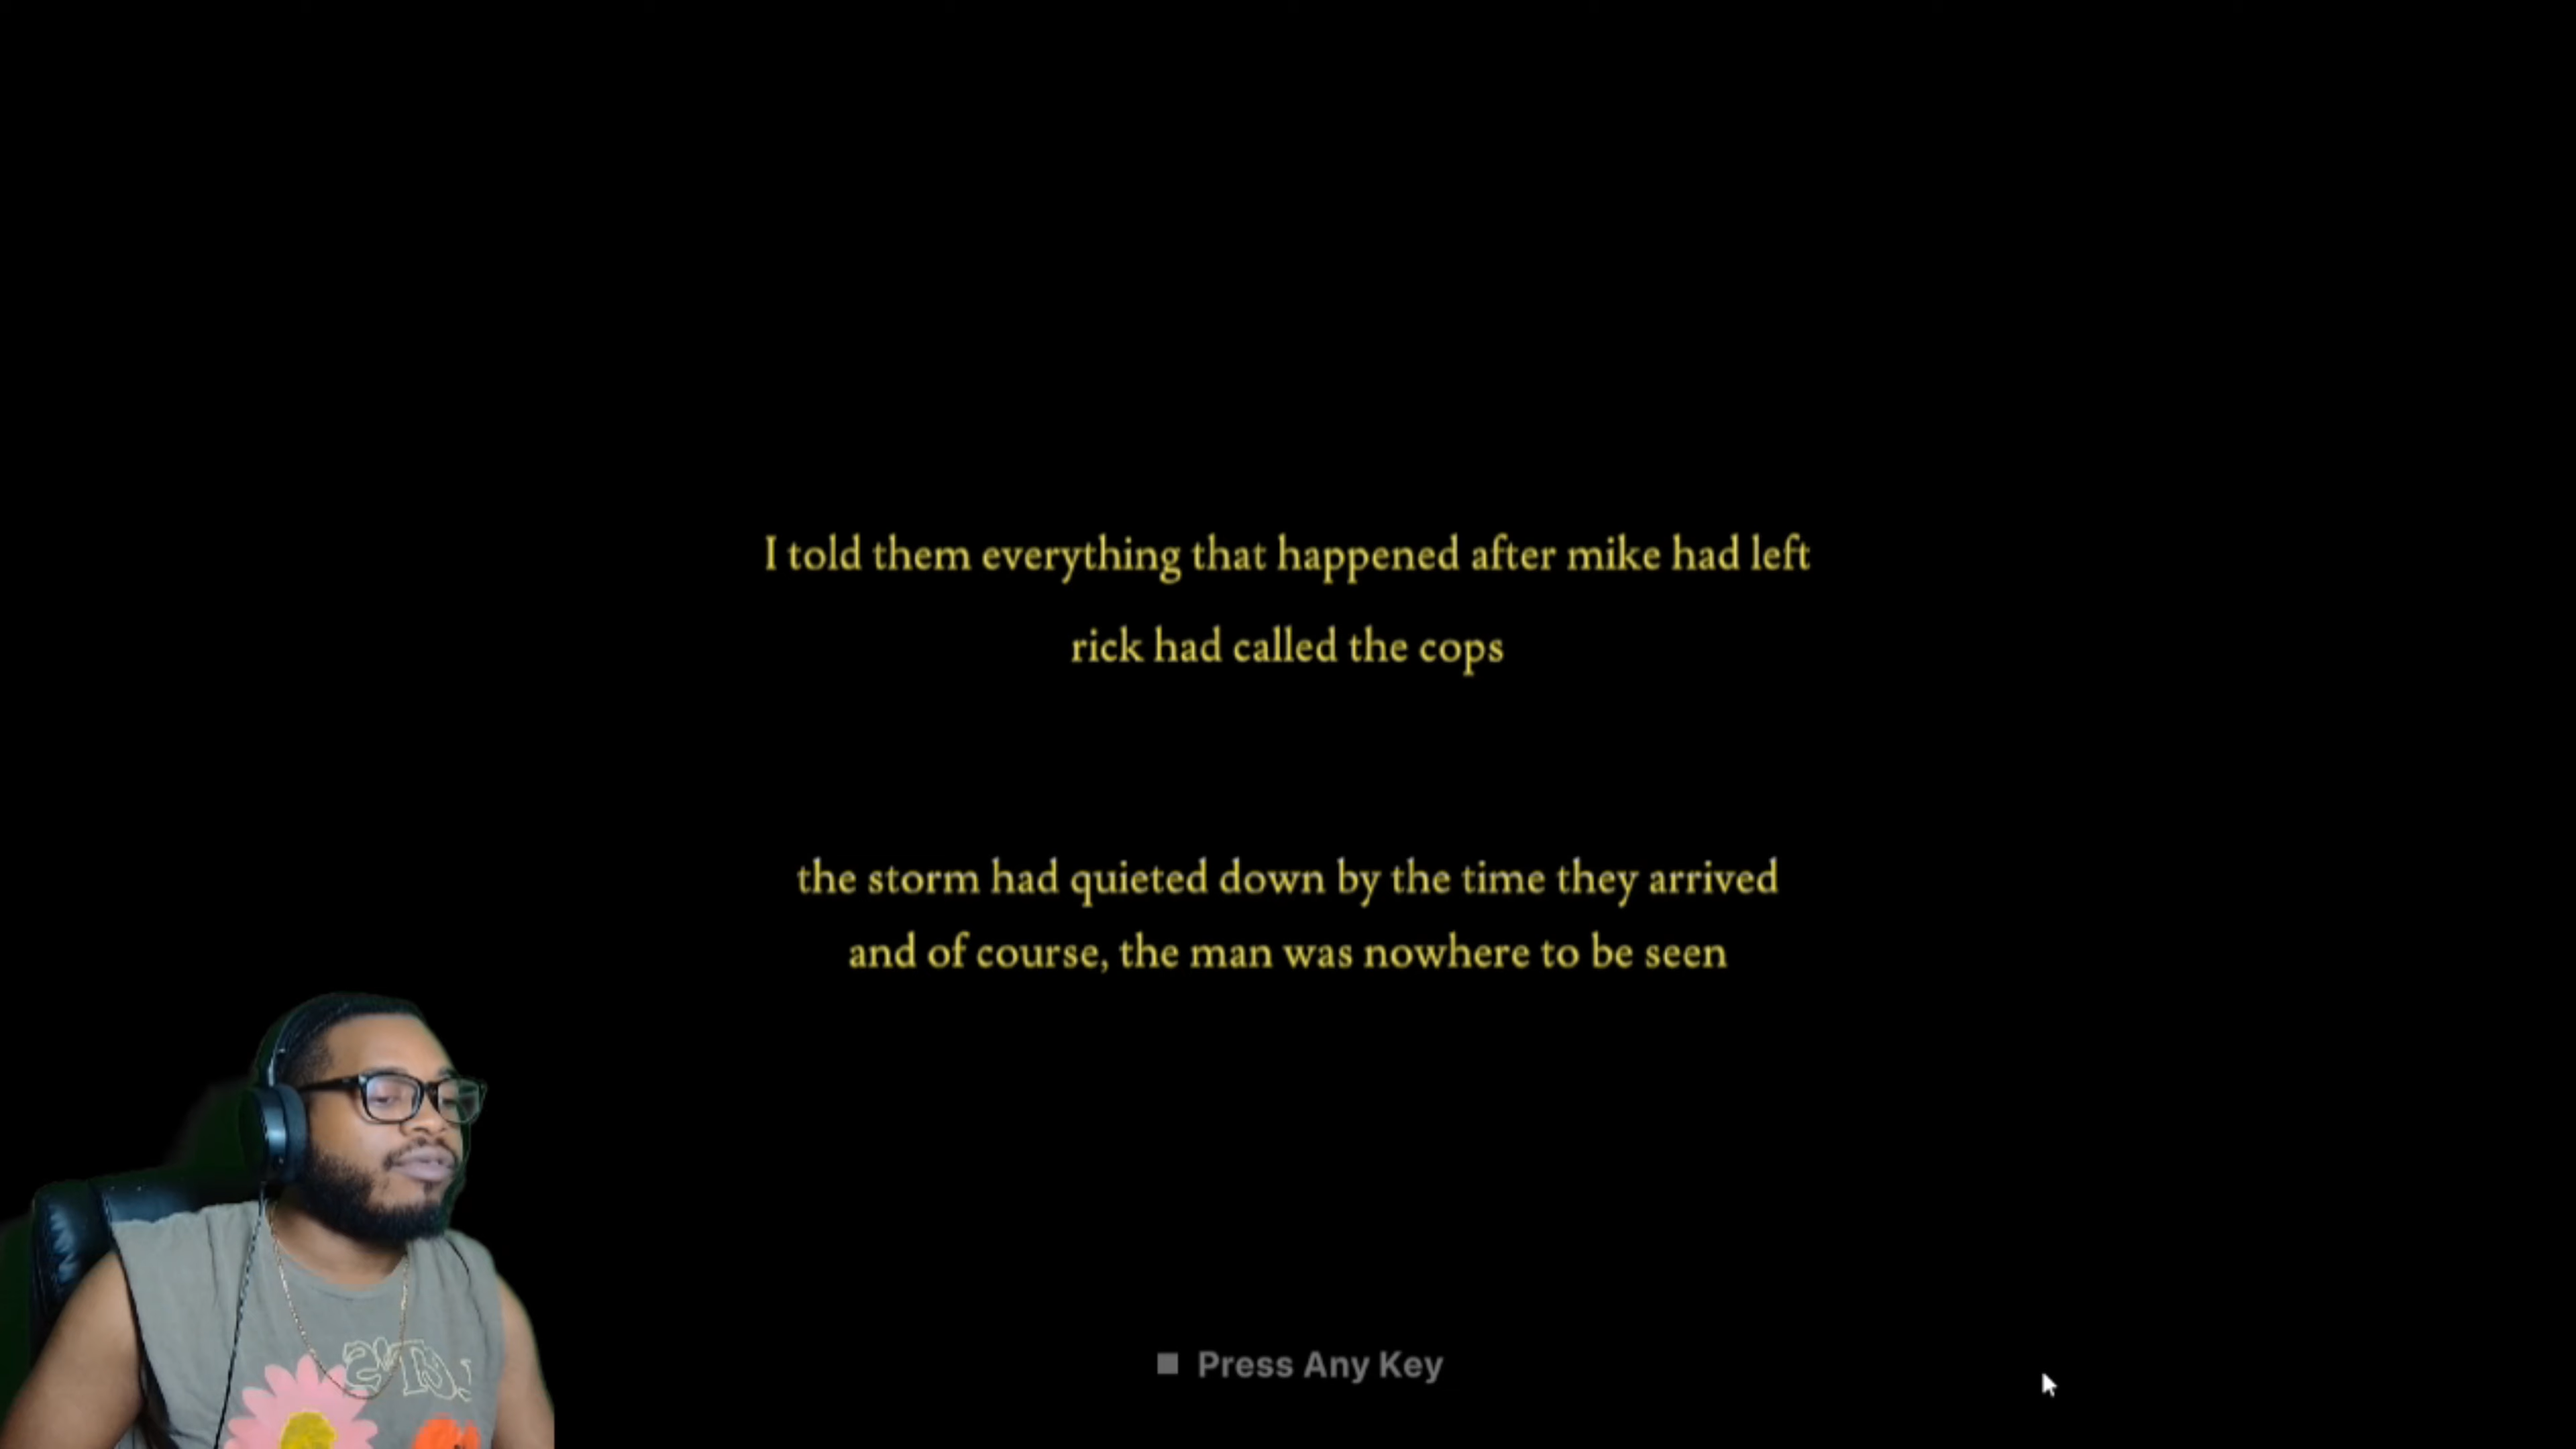 I told them everything that happened after mike had left
rick had called the cops
the storm had quieted down by the time they arrived
and of course, the man was nowhere to be seen
Press Any Key